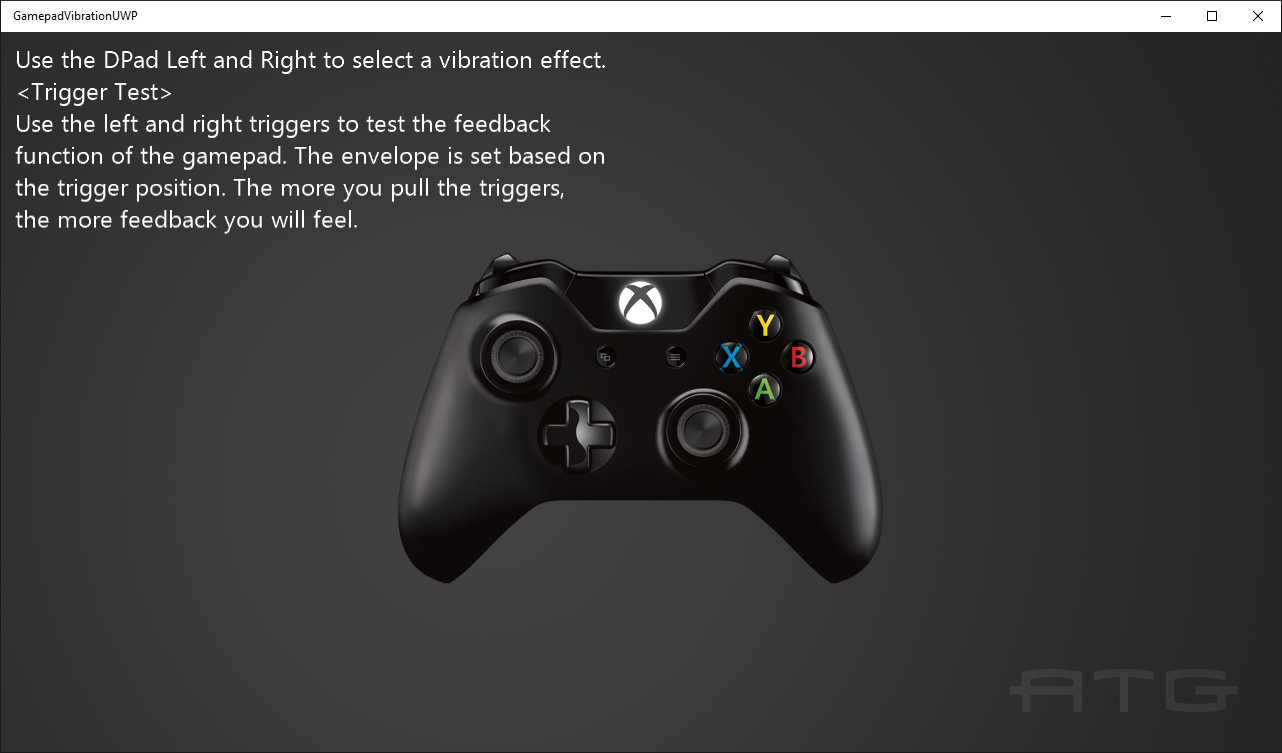 GamepadVibrationUWP
Use the DPad Left and Right to select a vibration effect.
<Trigger Test>
Use the left and right triggers to test the feedback
function of the gamepad. The envelope is set based on
the trigger position. The more you pull the triggers,
the more feedback you will feel.
Y
X
B
A
ATG